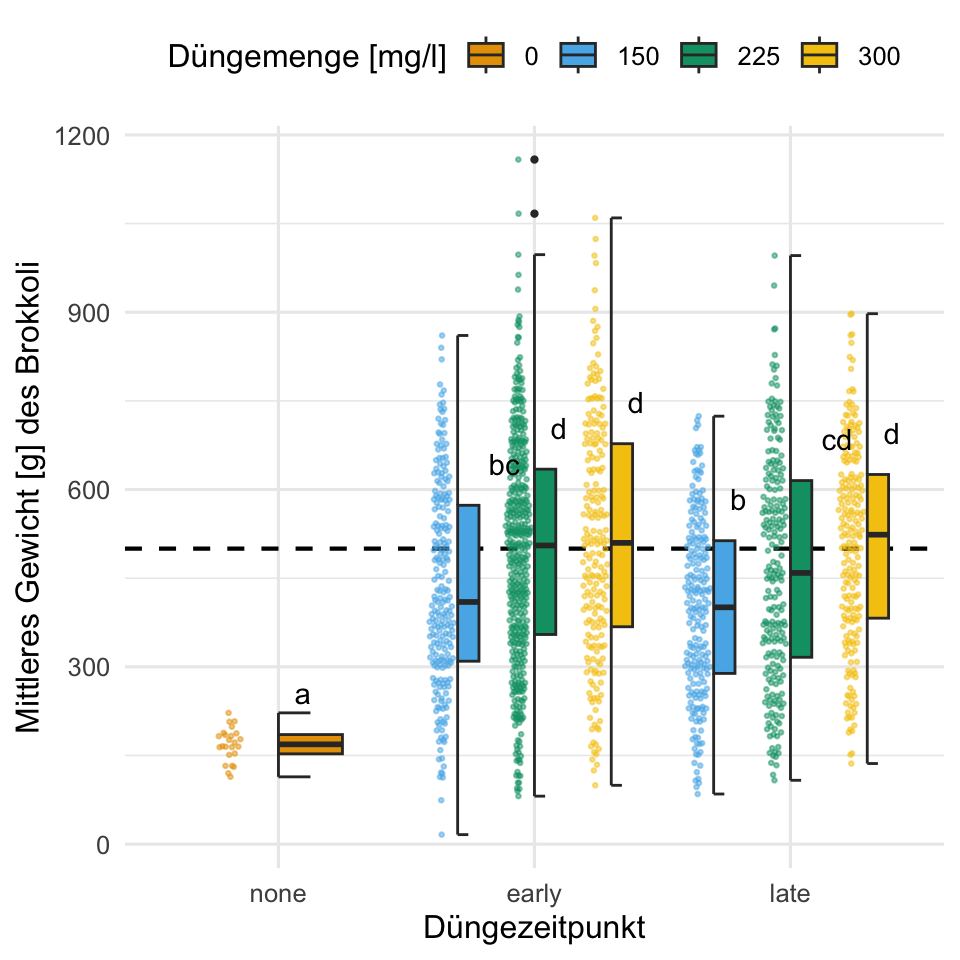 Düngemenge [mg/l] 0 150 225 300
Mittleres Gewicht [g] des Brokkoli
1200
900
600
300
0
a
bc
d
d
b
cd
d
none early late
Düngezeitpunkt